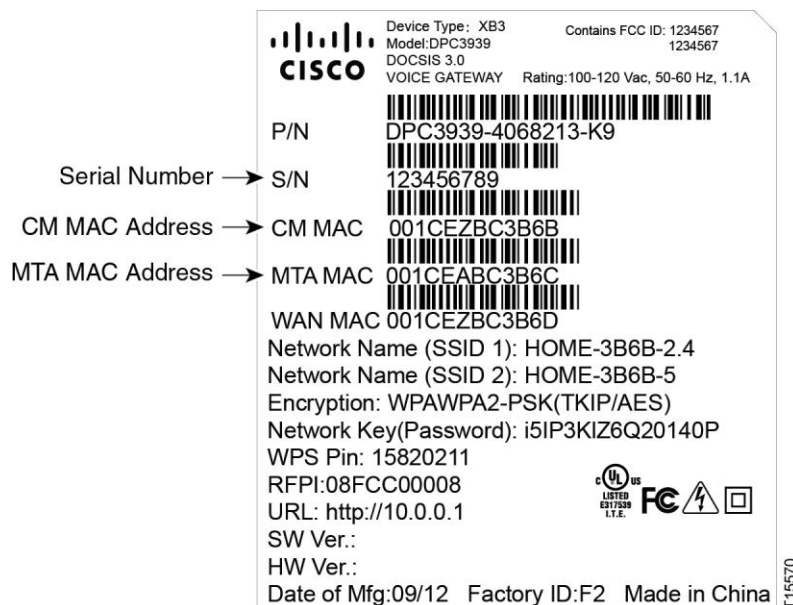 Device Type: XB3
Contains FCC ID: 1234567
Model:DPC3939
1234567
DOCSIS 3.0
CISCO
VOICE GATEWAY Rating:100-120 Vac, 50-60 Hz, 1.1A
P/N DPC3939-4068213-K9
Serial Number S/N 123456789
CM MAC Address CM MAC 001CEZBC3B6B
MTA MAC Address MTA MAC 001CEABC3B6C
WAN MAC 001CEZBC3B6D
Network Name (SSID 1): HOME-3B6B-2.4
Network Name (SSID 2): HOME-3B6B-5
Encryption: WPAWPA2-PSK(TKIP/AES)
Network Key(Password): i5IP3KIZ6Q20140P
WPS Pin: 15820211
RFPI:08FCC00008
c UL us
LISTED
E317539
I.T.E.
FC
URL: http://10.0.0.1
SW Ver.:
HW Ver.:
Date of Mfg:09/12 Factory ID:F2 Made in China